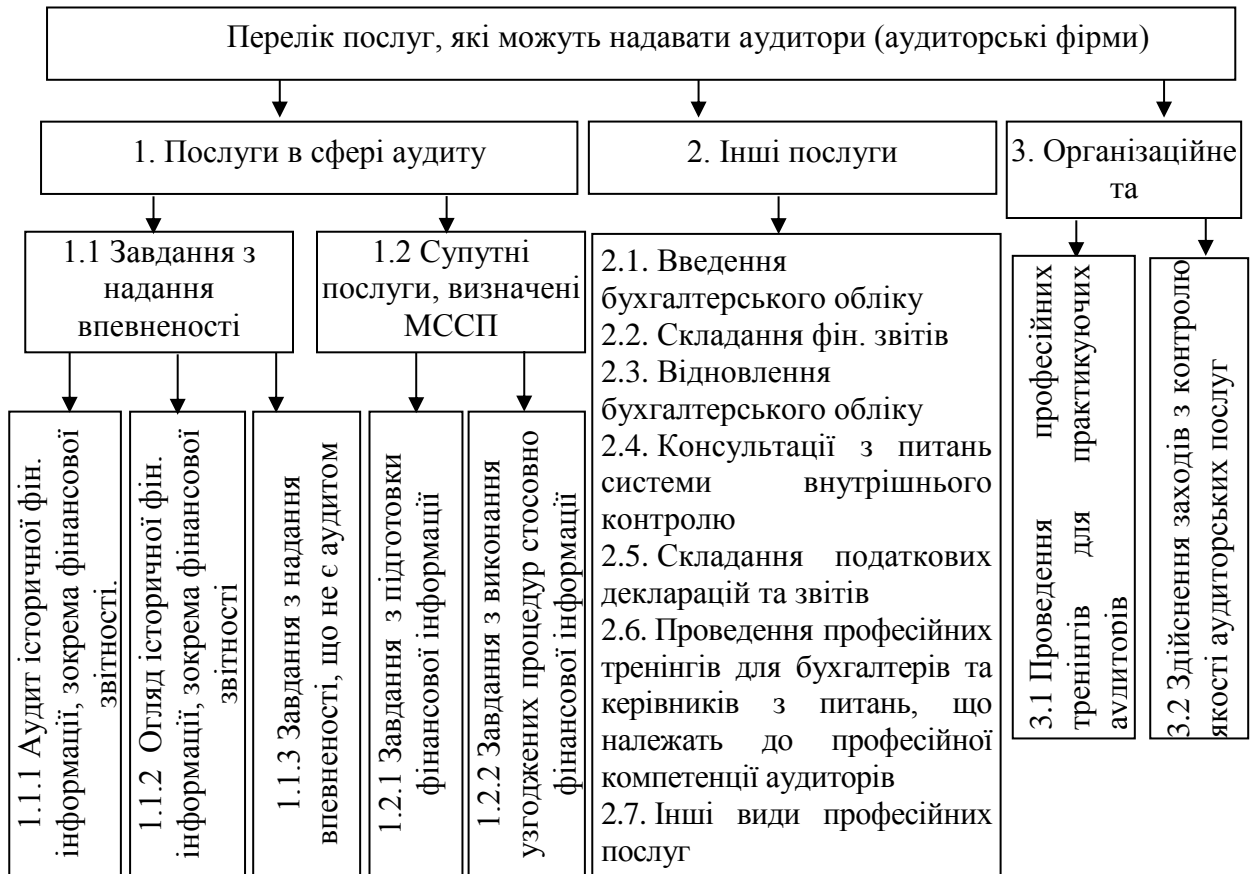 Перелік послуг, які можуть надавати аудитори (аудиторські фірми)
1. Послуги в сфері аудиту
2. Інші послуги
3. Організаційне
та
1.1 Завдання з
надання
впевненості
1.2 Супутні
послуги, визначені
МССП
1.1.1 Аудит історичної фін.
інформації, зокрема фінансової
звітності.
1.1.2 Огляд історичної фін.
інформації, зокрема фінансової
звітності
1.1.3 Завдання з надання
впевненості, що не є аудитом
1.2.1 Завдання з підготовки
фінансової інформації
1.2.2 Завдання з виконання
узгоджених процедур стосовно
фінансової інформації
2.1. Введення
бухгалтерського обліку
2.2. Складання фін. звітів
2.3. Відновлення
бухгалтерського обліку
2.4. Консультації з питань
системи внутрішнього
контролю
2.5. Складання податкових
декларацій та звітів
2.6. Проведення професійних
тренінгів для бухгалтерів та
керівників з питань, що
належать до професійної
компетенції аудиторів
2.7. Інші види професійних
послуг
3.1 Проведення професійних
тренінгів для практикуючих
аудиторів
3.2 Здійснення заходів з контролю
якості аудиторських послуг